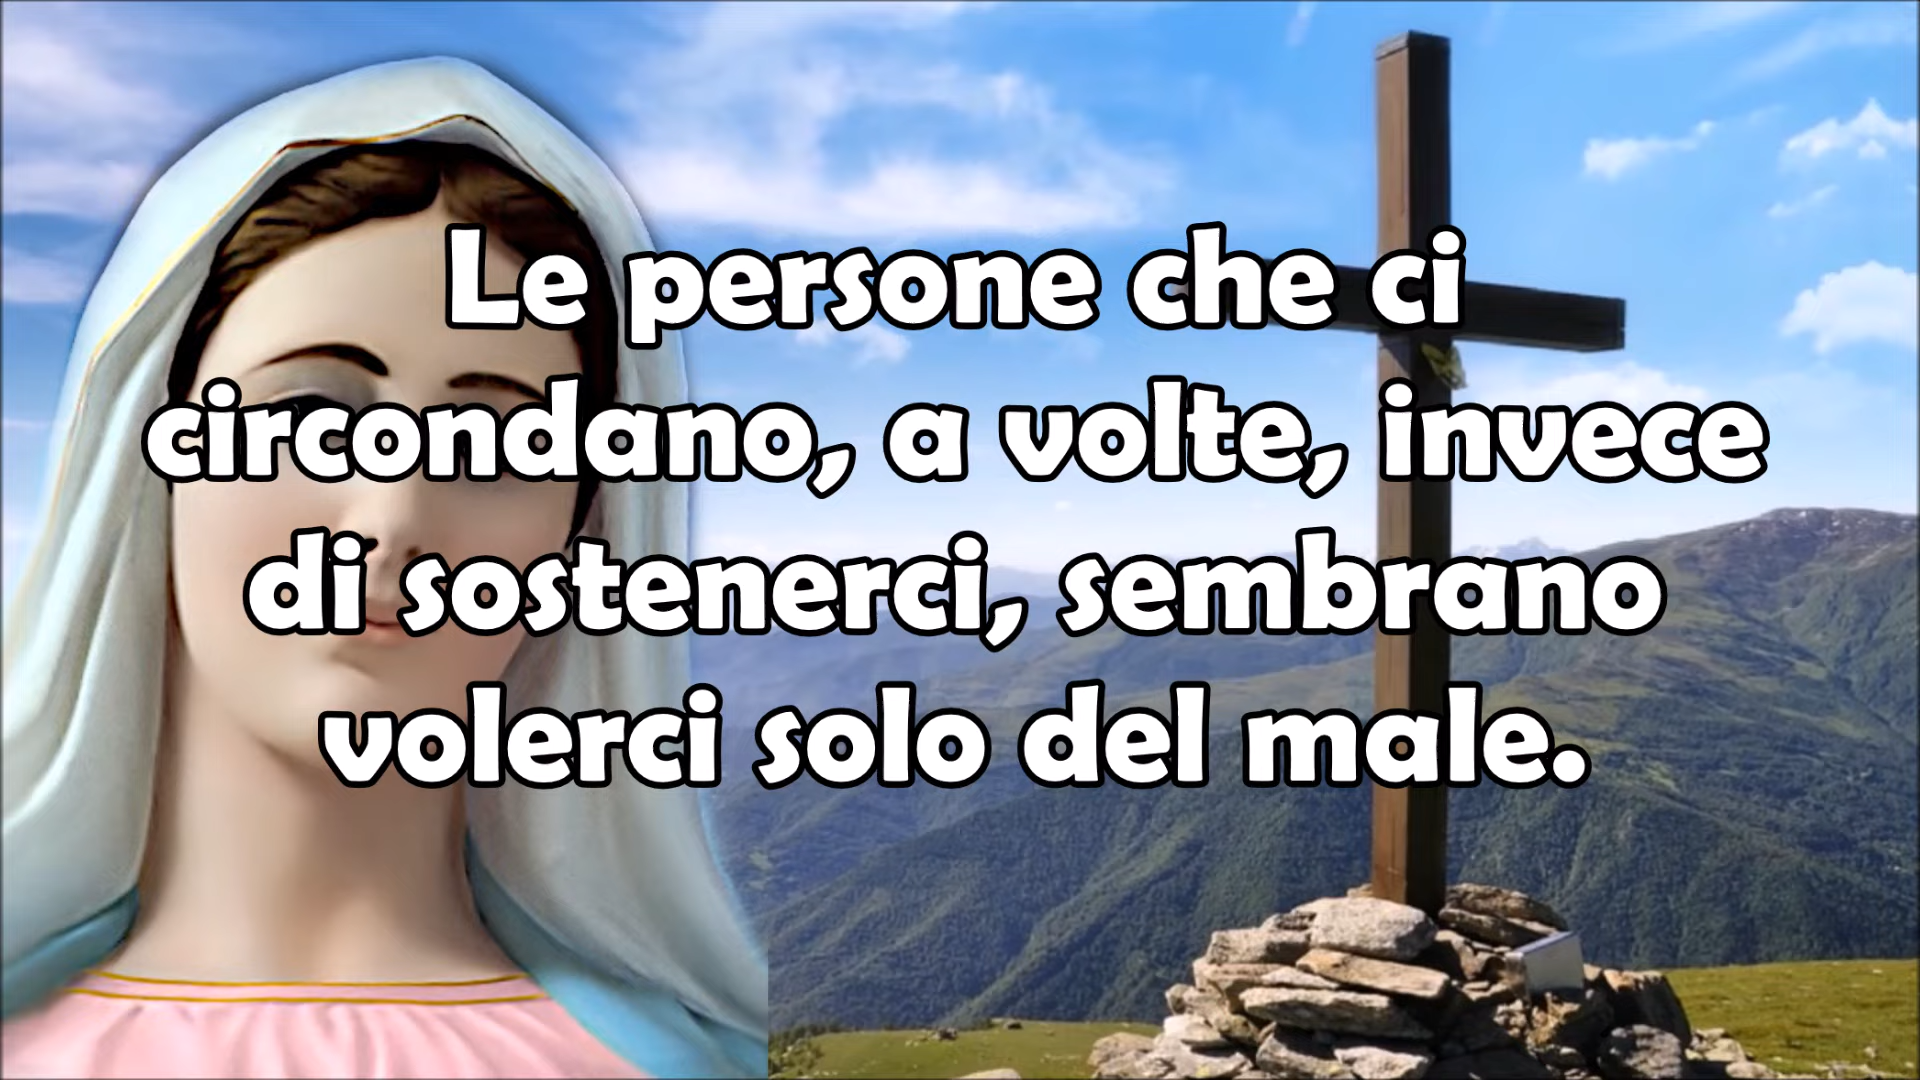 Le persone che ci
circondano, a volte, invece
di sostenerci, sembrano
volerci solo del male.